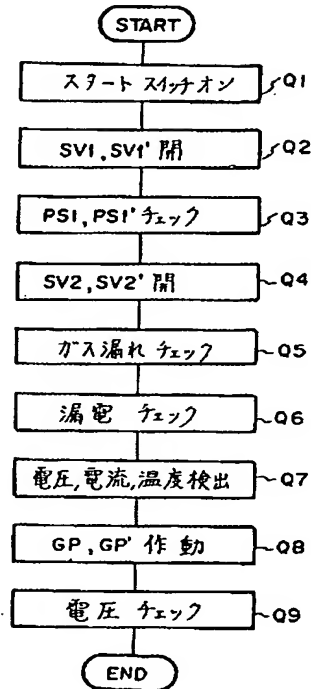 START
スタート スイッチ オン Q1
SV1, SV1' 開 Q2
PS1, PS1' チェック Q3
SV2, SV2' 開 Q4
ガス漏れ チェック Q5
漏電 チェック Q6
電圧, 電流, 温度検出 Q7
GP, GP' 作動 Q8
電圧 チェック Q9
END